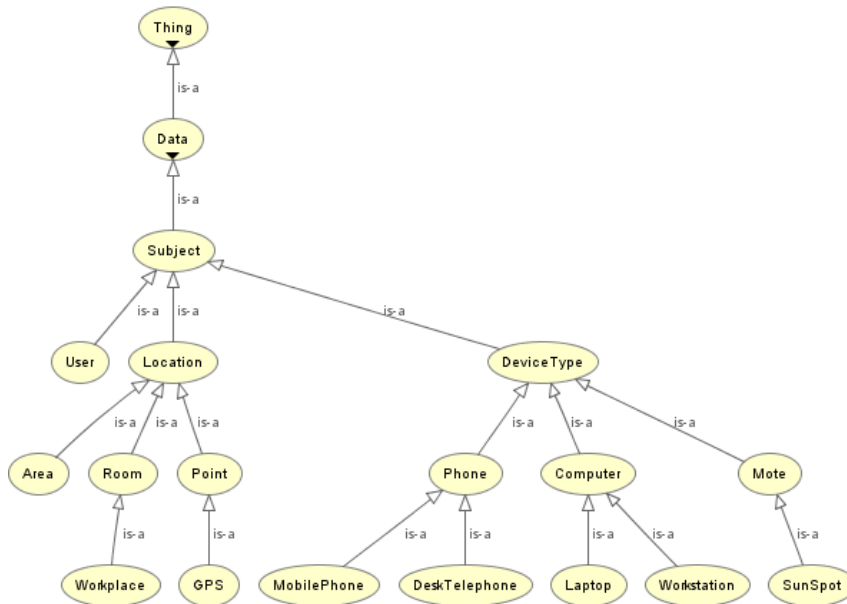 Thing
is-a
Data
is-a
Subject
is-a
is-a
is-a
User
Location
DeviceType
is-a
is-a
is-a
is-a
is-a
is-a
Area
Room
Point
Phone
Computer
Mote
is-a
is-a
is-a
is-a
is-a
is-a
is-a
Workplace
GPS
MobilePhone
DeskTelephone
Laptop
Workstation
SunSpot